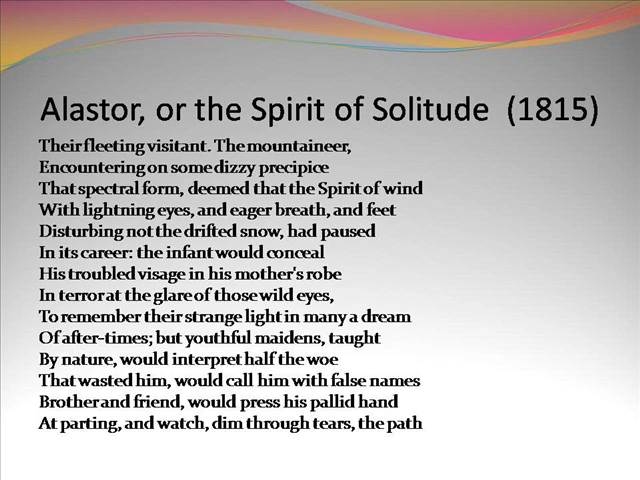 Alastor, or the Spirit of Solitude (1815)
Their fleeting visitant. The mountaineer,
Encountering on some dizzy precipice
That spectral form, deemed that the Spirit of wind
With lightning eyes, and eager breath, and feet
Disturbing not the drifted snow, had paused
In its career: the infant would conceal
His troubled visage in his mother's robe
In terror at the glare of those wild eyes,
To remember their strange light in many a dream
Of after-times; but youthful maidens, taught
By nature, would interpret half the woe
That wasted him, would call him with false names
Brother and friend, would press his pallid hand
At parting, and watch, dim through tears, the path